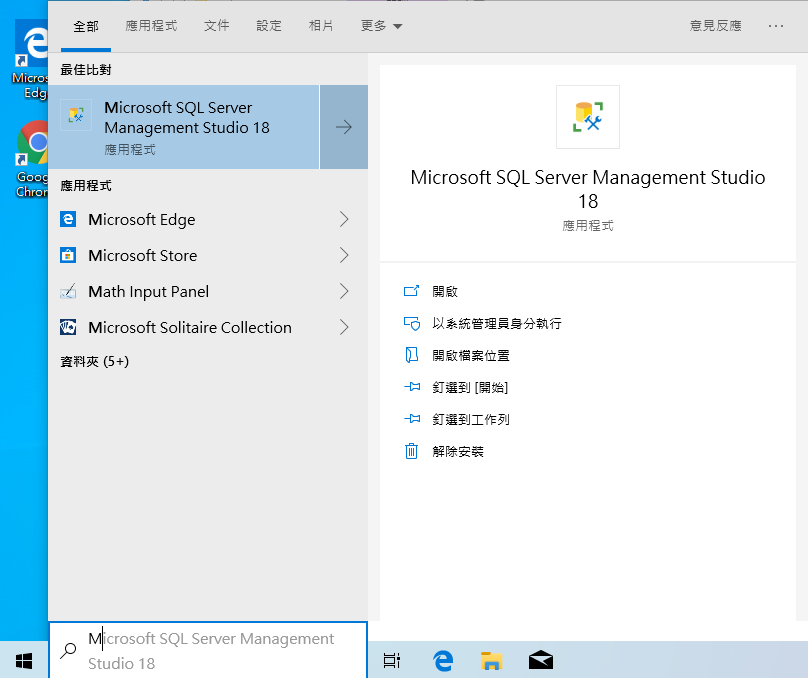 全部 應用程式 文件 設定 相片 更多 意見反應
Microsoft Edge
Google Chrome
最佳比對
Microsoft SQL Server
Management Studio 18
應用程式
應用程式
Microsoft Edge
Microsoft Store
Math Input Panel
Microsoft Solitaire Collection
資料夾 (5+)
Microsoft SQL Server Management Studio
18
應用程式
開啟
以系統管理員身分執行
開啟檔案位置
釘選到 [開始]
釘選到工作列
解除安裝
Microsoft SQL Server Management
Studio 18